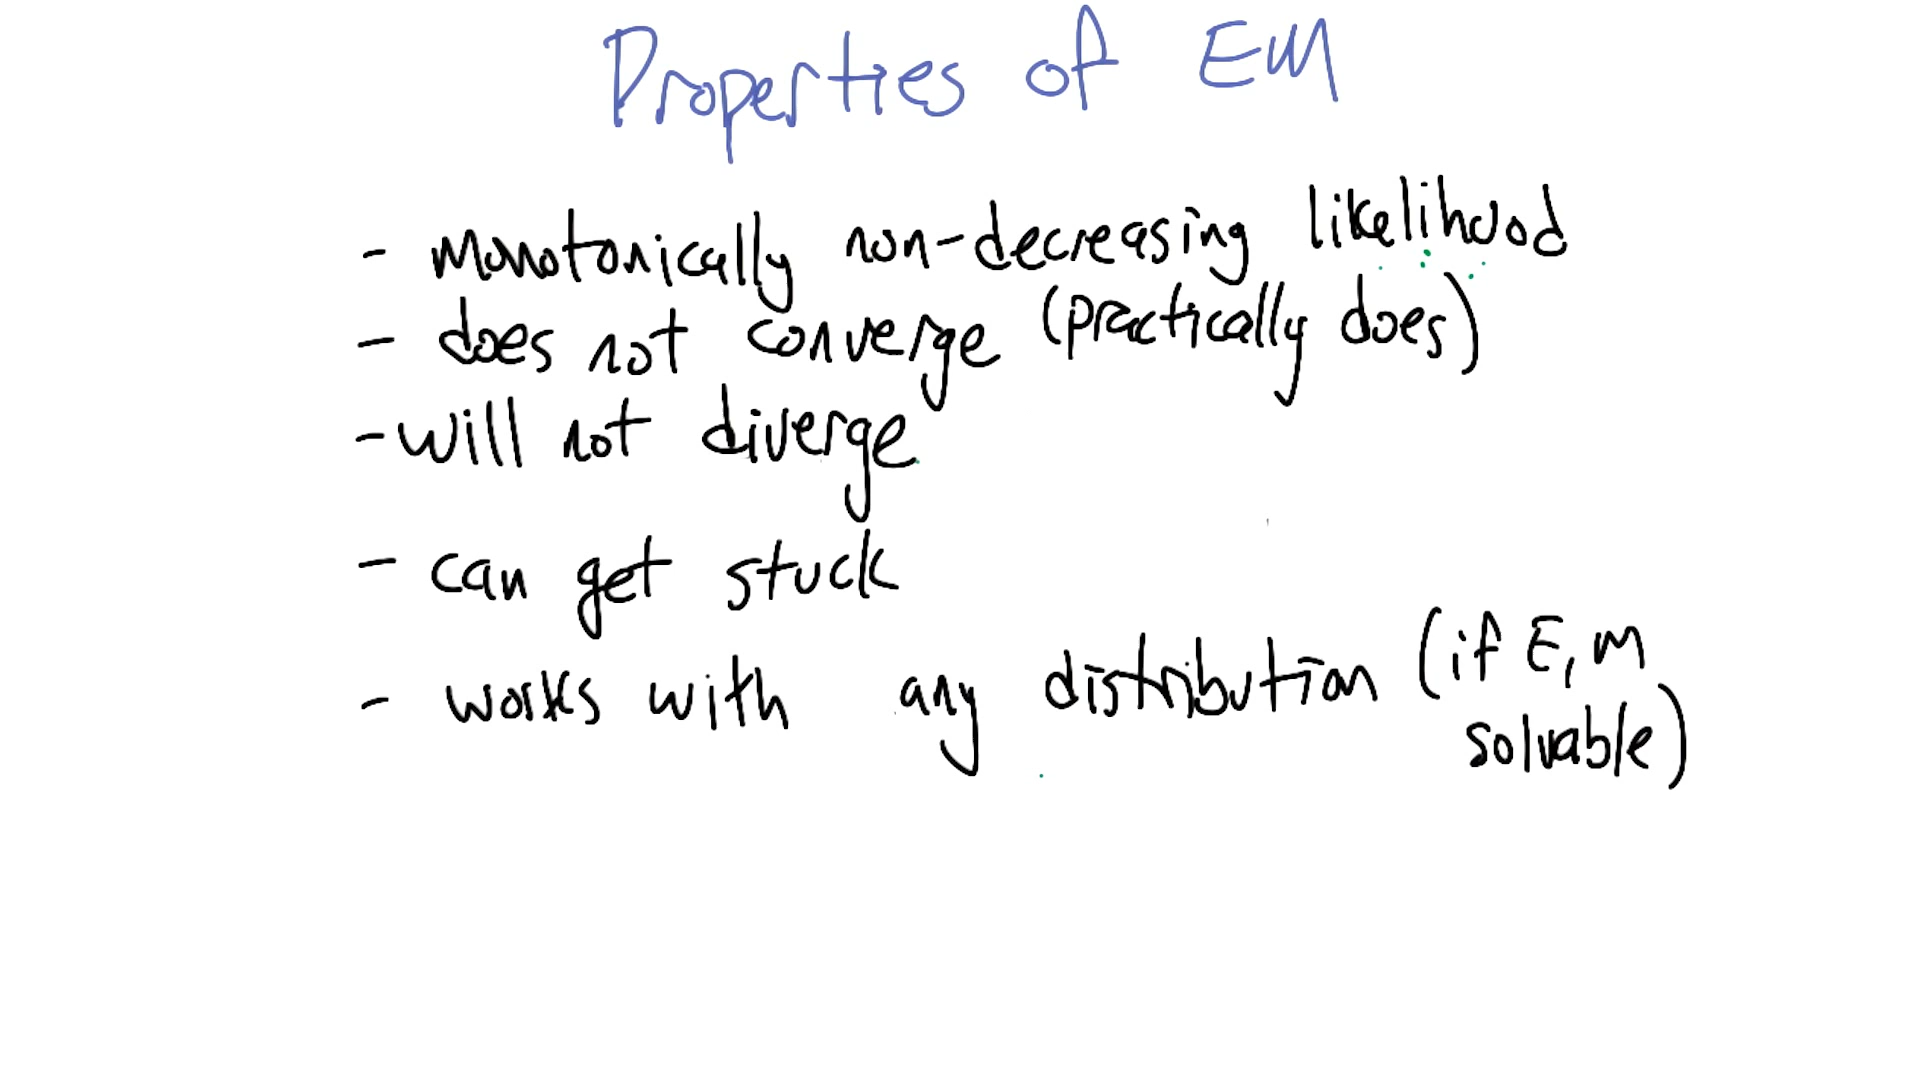 Properties of EM
- monotonically non-decreasing likelihood
- does not converge (practically does)
- will not diverge
- can get stuck
- works with any distribution (if E, M
solvable)